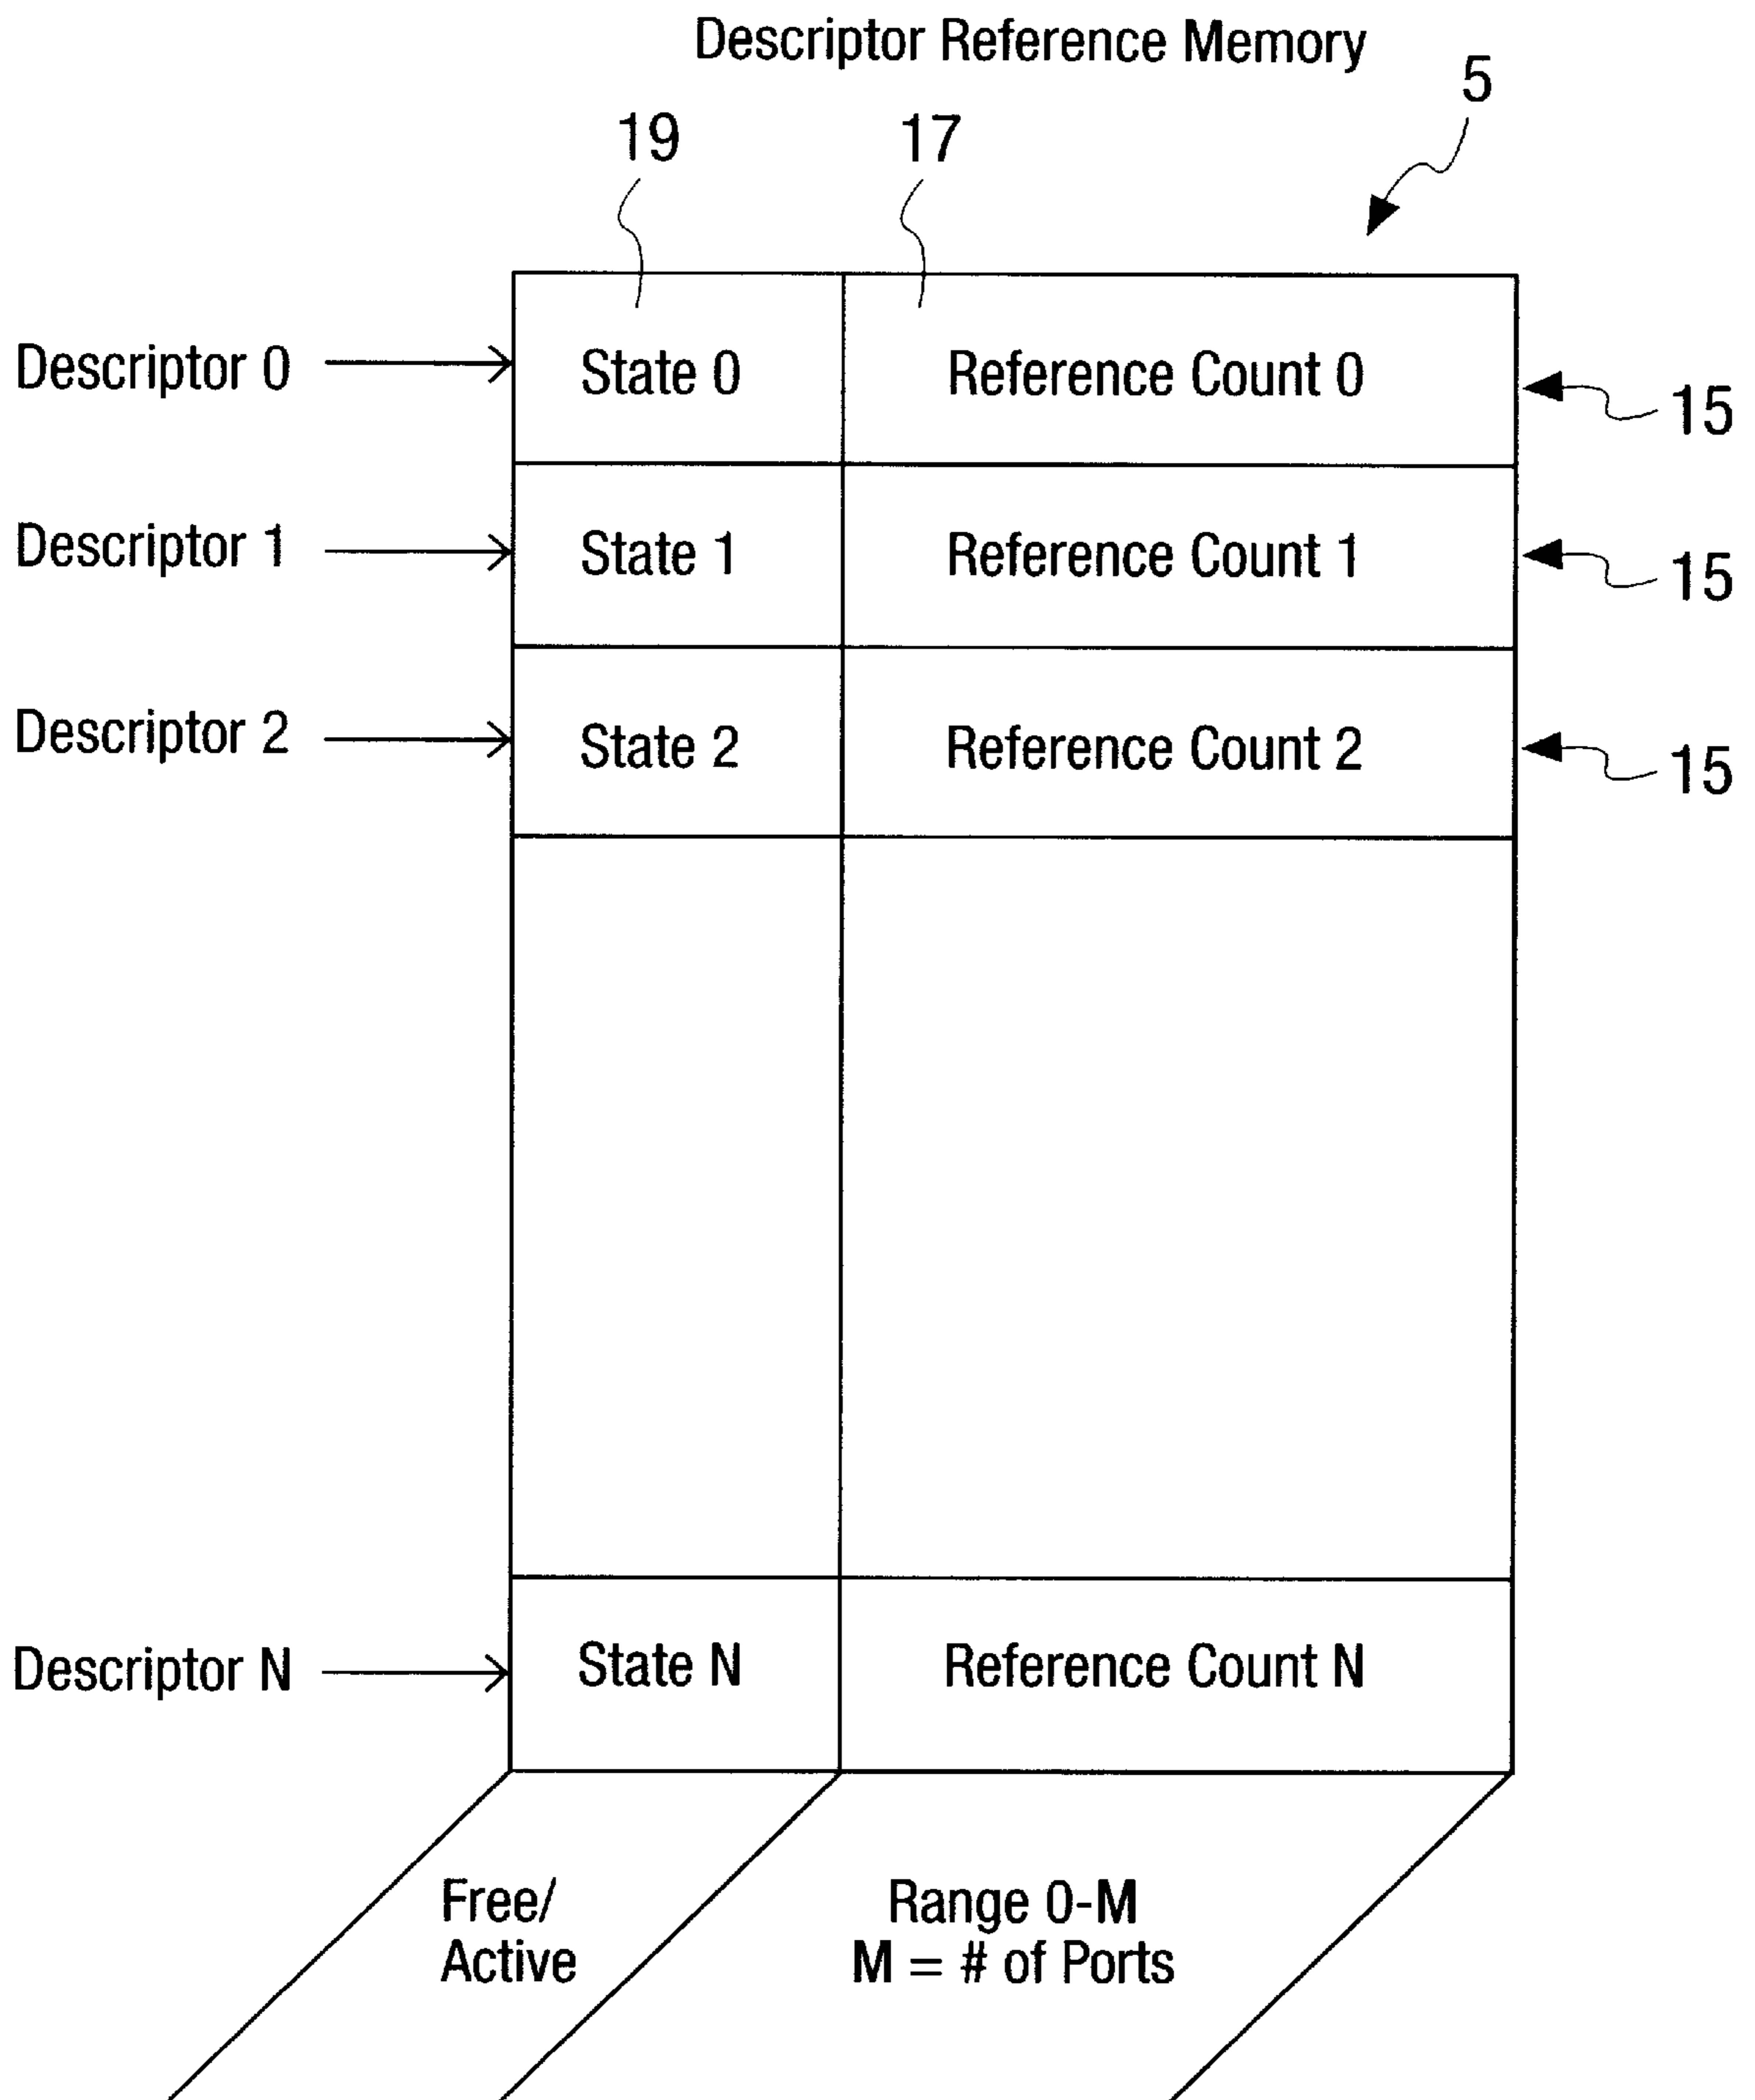 Descriptor Reference Memory
5
19
17
Descriptor 0
State 0
Reference Count 0
15
Descriptor 1
State 1
Reference Count 1
15
Descriptor 2
State 2
Reference Count 2
15
Descriptor N
State N
Reference Count N
Free/
Active
Range 0-M
M = # of Ports